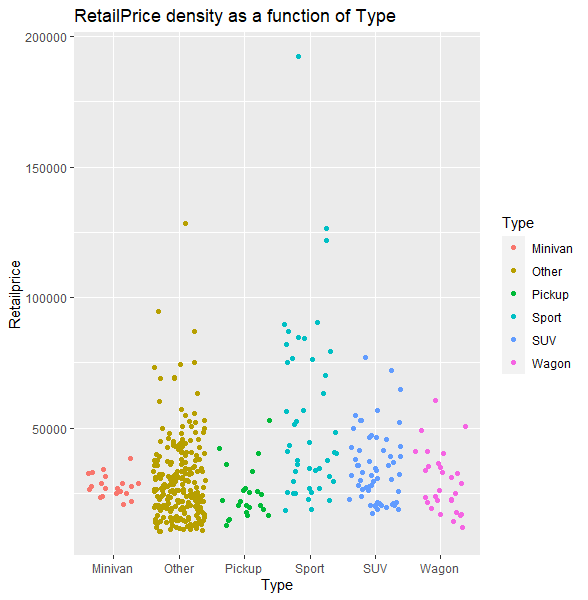 RetailPrice density as a function of Type
200000
150000
100000
50000
Retailprice
Minivan Other Pickup Sport SUV Wagon
Type
Type
Minivan
Other
Pickup
Sport
SUV
Wagon